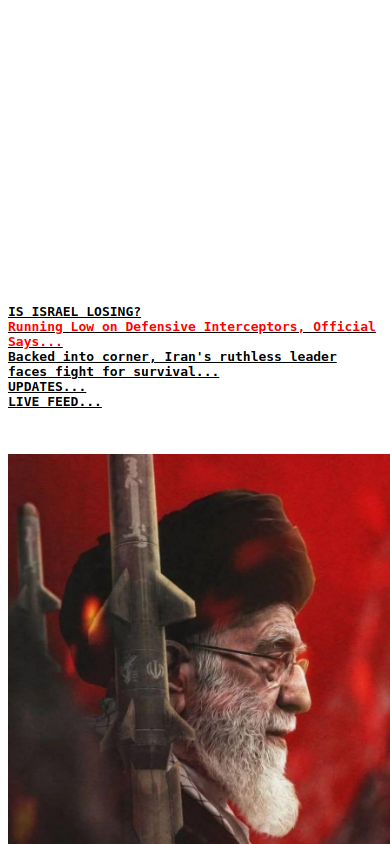 IS ISRAEL LOSING?
Running Low on Defensive Interceptors, Official
Says...
Backed into corner, Iran's ruthless leader
faces fight for survival...
UPDATES...
LIVE FEED...